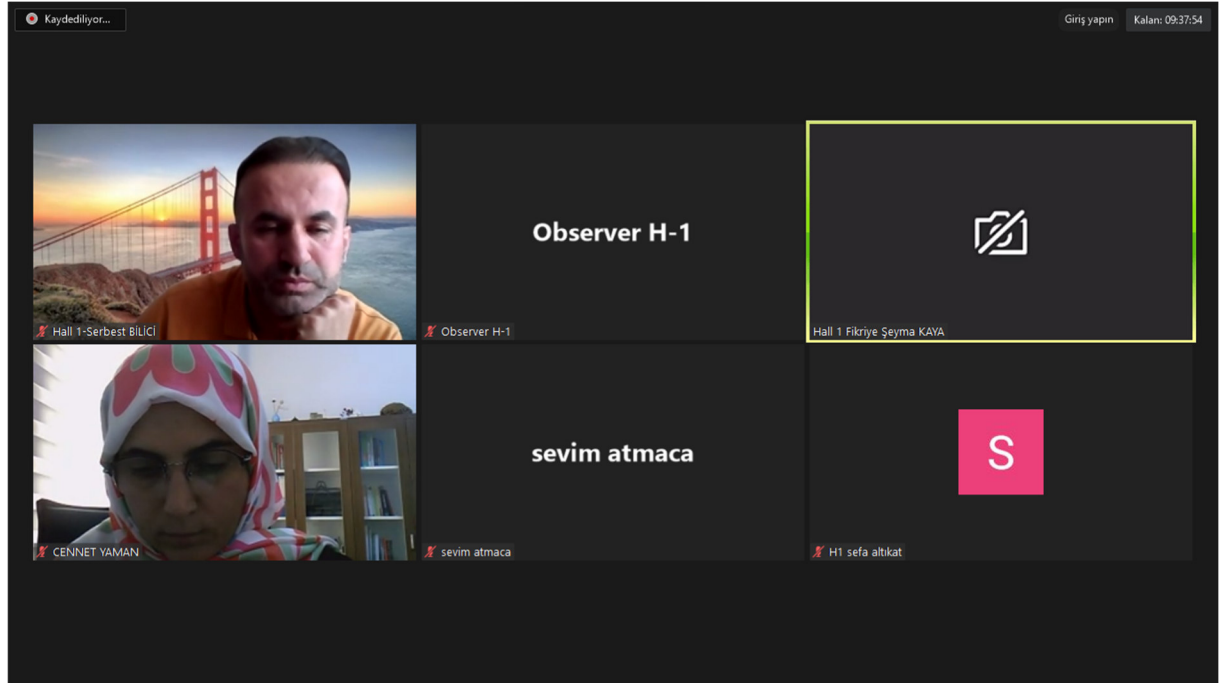 Kaydediliyor...
Giriş yapın
Kalan: 09:37:54
Observer H-1
Hall 1-Serbest BİLİCİ
Observer H-1
Hall 1 Fikriye Şeyma KAYA
sevim atmaca
S
CENNET YAMAN
sevim atmaca
H1 sefa altıkat